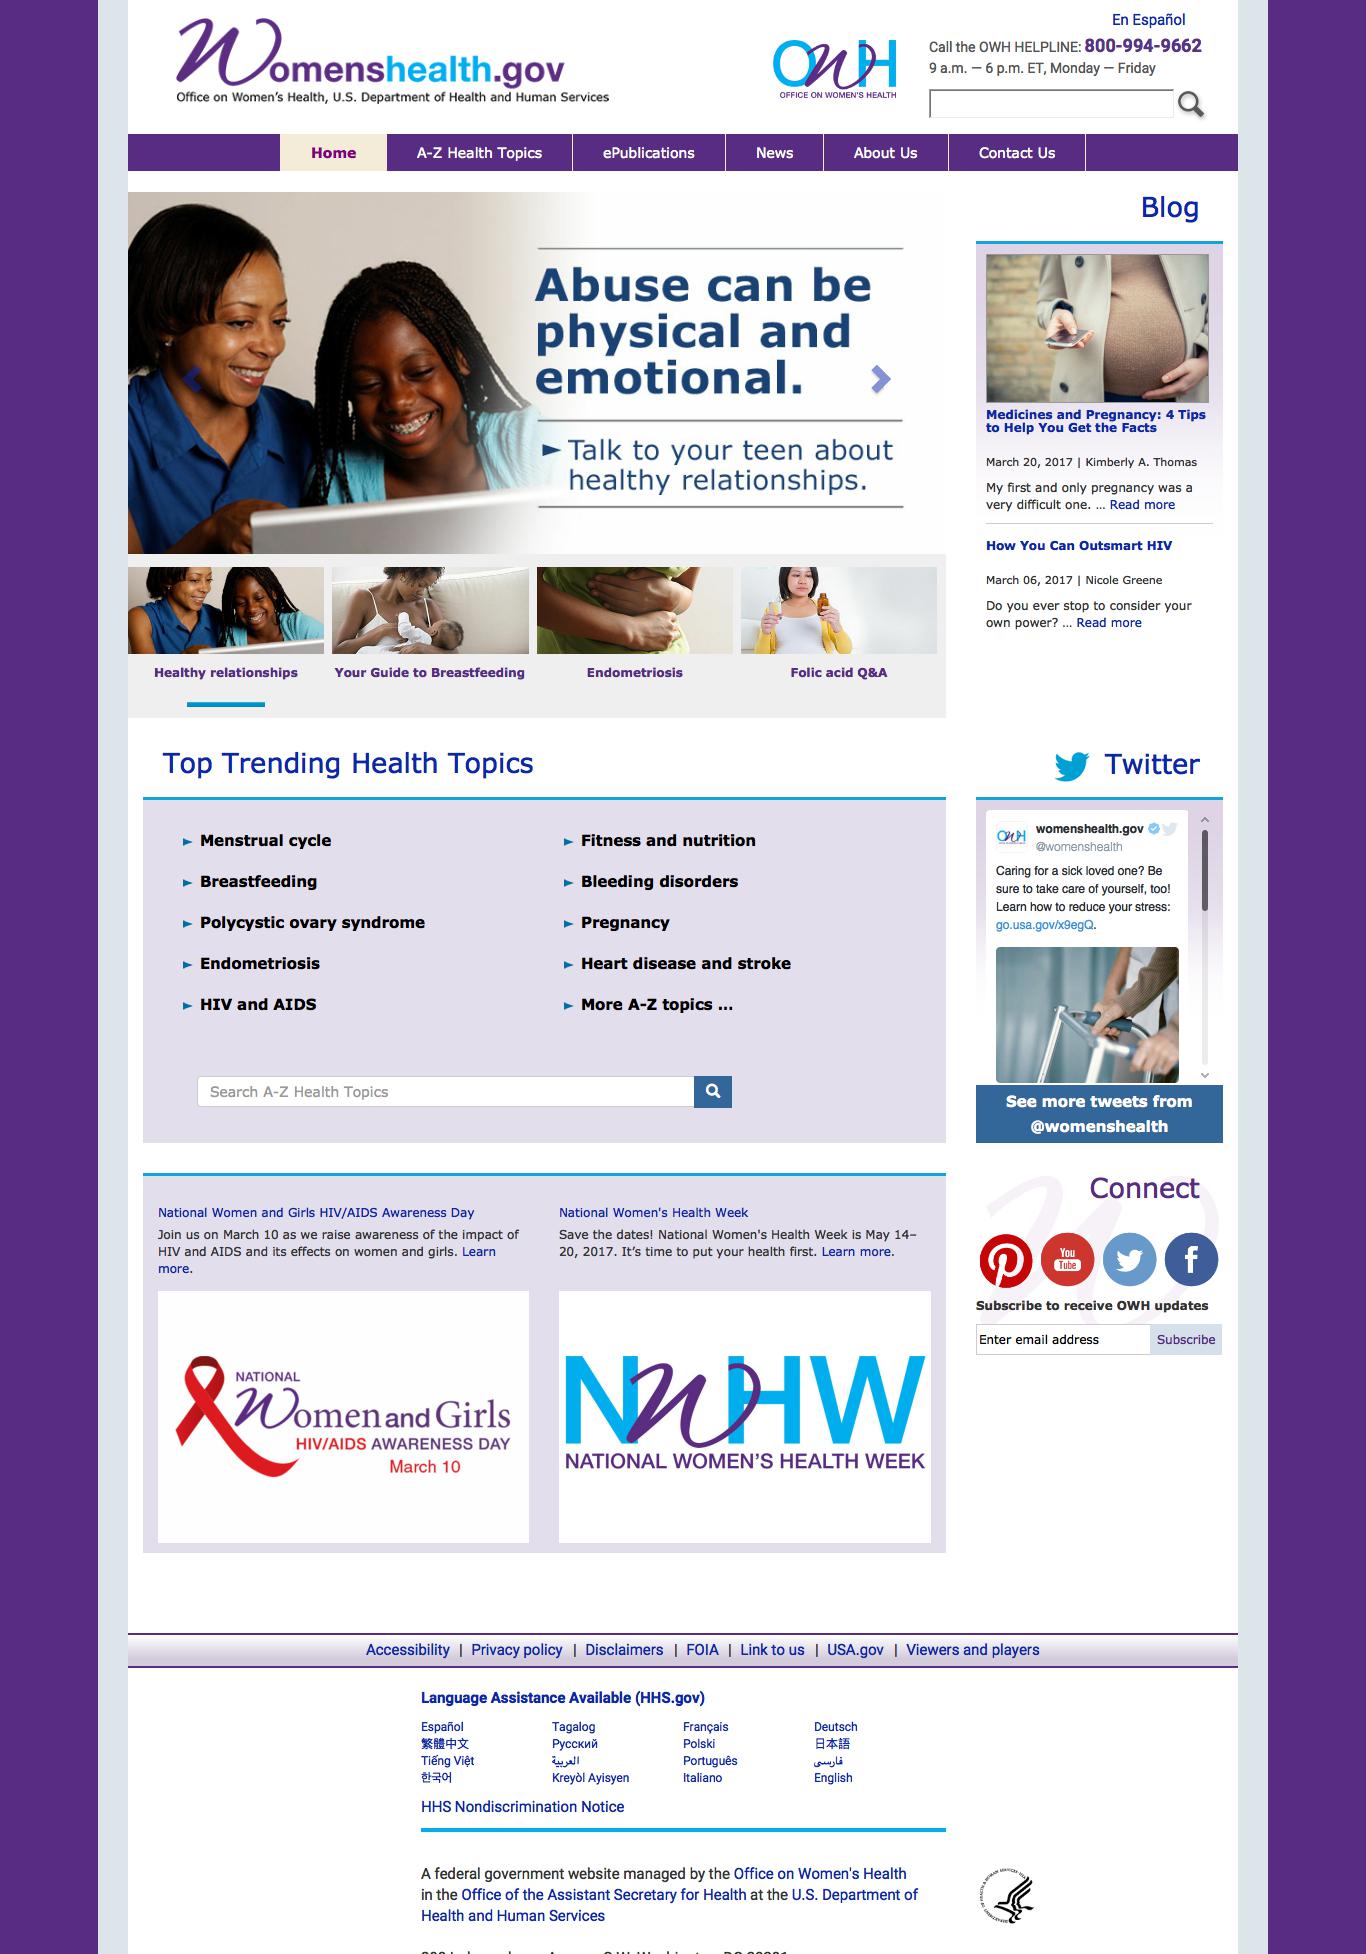 Womenshealth.gov
Office on Women's Health, U.S. Department of Health and Human Services
OWH
OFFICE ON WOMEN'S HEALTH
En Español
Call the OWH HELPLINE: 800-994-9662
9 a.m. — 6 p.m. ET, Monday — Friday
Home
A-Z Health Topics
ePublications
News
About Us
Contact Us
Abuse can be
physical and
emotional.
► Talk to your teen about
healthy relationships.
Healthy relationships
Your Guide to Breastfeeding
Endometriosis
Folic acid Q&A
Blog
Medicines and Pregnancy: 4 Tips
to Help You Get the Facts
March 20, 2017 | Kimberly A. Thomas
My first and only pregnancy was a
very difficult one. ... Read more
How You Can Outsmart HIV
March 06, 2017 | Nicole Greene
Do you ever stop to consider your
own power? ... Read more
Top Trending Health Topics
► Menstrual cycle
► Breastfeeding
► Polycystic ovary syndrome
► Endometriosis
► HIV and AIDS
► Fitness and nutrition
► Bleeding disorders
► Pregnancy
► Heart disease and stroke
► More A-Z topics ...
Search A-Z Health Topics
Twitter
OWH
womenshealth.gov
@womenshealth
Caring for a sick loved one? Be
sure to take care of yourself, too!
Learn how to reduce your stress:
go.usa.gov/x9egQ.
See more tweets from
@womenshealth
National Women and Girls HIV/AIDS Awareness Day
Join us on March 10 as we raise awareness of the impact of
HIV and AIDS and its effects on women and girls. Learn
more.
NATIONAL
Women and Girls
HIV/AIDS AWARENESS DAY
March 10
National Women's Health Week
Save the dates! National Women's Health Week is May 14–
20, 2017. It’s time to put your health first. Learn more.
NWHW
NATIONAL WOMEN'S HEALTH WEEK
Connect
You
Tube
Subscribe to receive OWH updates
Enter email address
Subscribe
Accessibility | Privacy policy | Disclaimers | FOIA | Link to us | USA.gov | Viewers and players
Language Assistance Available (HHS.gov)
Español Tagalog Français Deutsch
繁體中文 Русский Polski 日本語
Tiếng Việt العربية Português فارسی
한국어 Kreyòl Ayisyen Italiano English
HHS Nondiscrimination Notice
A federal government website managed by the Office on Women's Health
in the Office of the Assistant Secretary for Health at the U.S. Department of
Health and Human Services